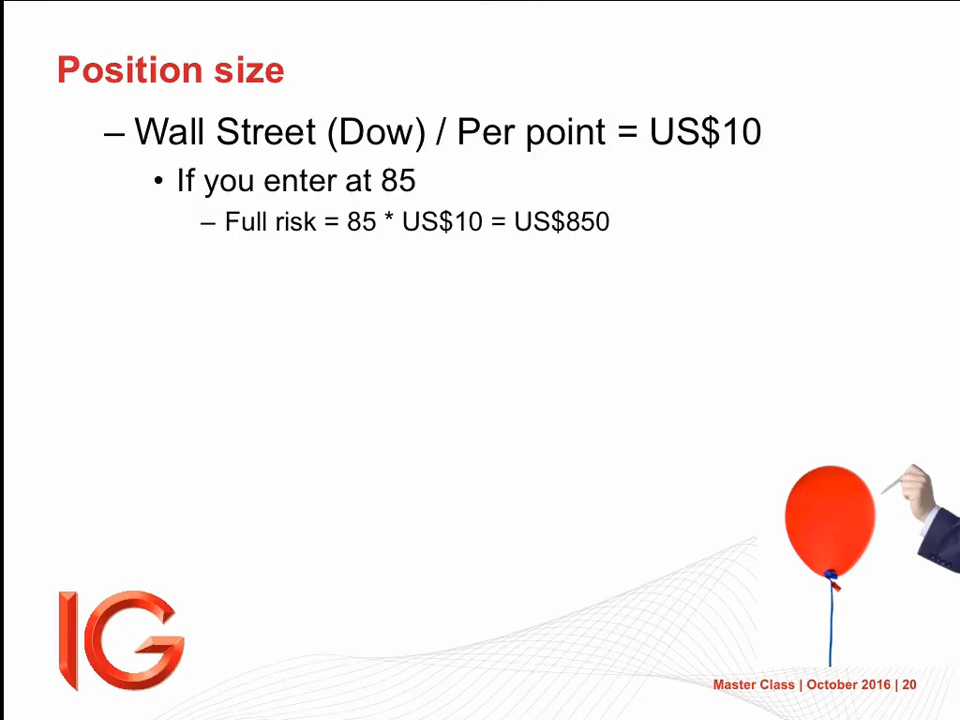 Position size
– Wall Street (Dow) / Per point = US$10
• If you enter at 85
– Full risk = 85 * US$10 = US$850
IG
Master Class | October 2016 | 20